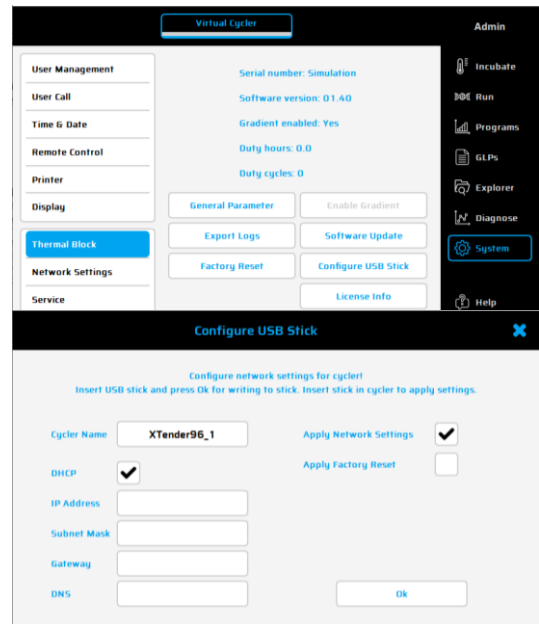 Virtual Cycler
Admin
User Management
User Call
Time & Date
Remote Control
Printer
Display
Thermal Block
Network Settings
Service
Serial number: Simulation
Software version: 01.40
Gradient enabled: Yes
Duty hours: 0.0
Duty cycles: 0
General Parameter
Enable Gradient
Export Logs
Software Update
Factory Reset
Configure USB Stick
License Info
Incubate
Run
Programs
GLPs
Explorer
Diagnose
System
Help
Configure USB Stick
Configure network settings for cycler!
Insert USB stick and press Ok for writing to stick. Insert stick in cycler to apply settings.
Cycler Name
XTender96_1
DHCP
IP Address
Subnet Mask
Gateway
DNS
Apply Network Settings
Apply Factory Reset
Ok